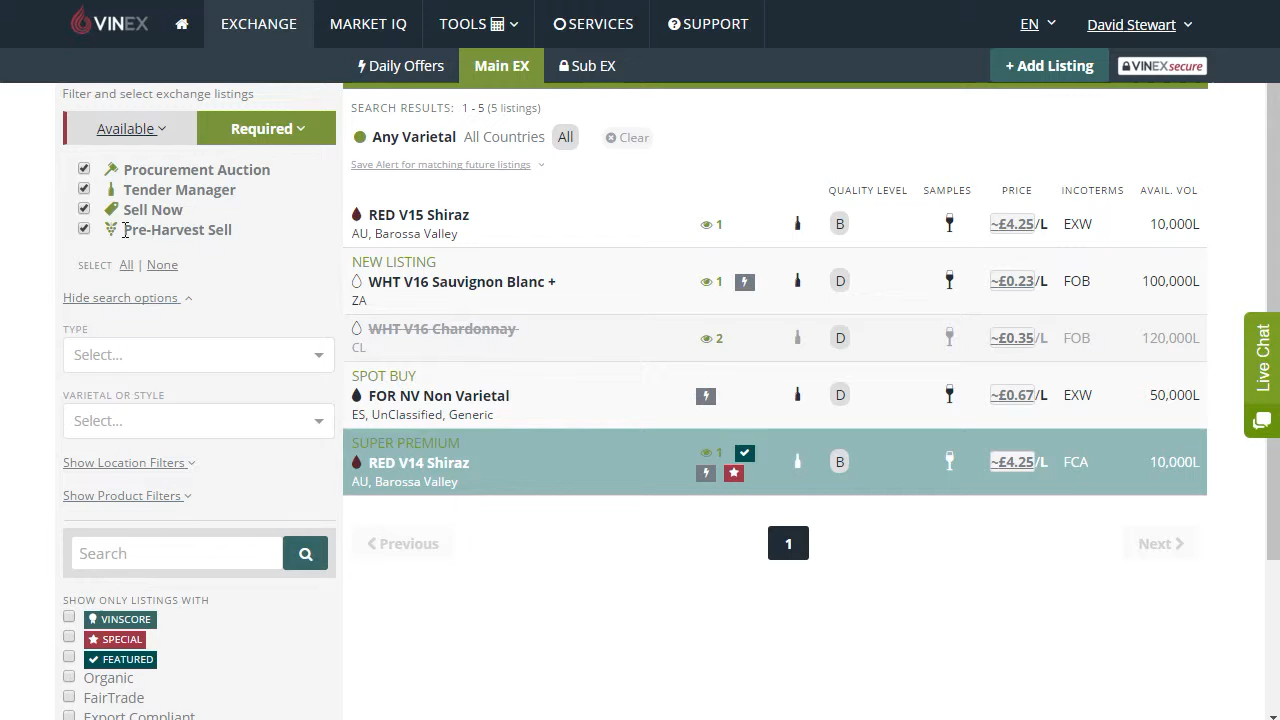 VINEX EXCHANGE MARKET IQ TOOLS SERVICES SUPPORT EN David Stewart
Daily Offers Main EX Sub EX + Add Listing VINEX secure
Filter and select exchange listings
Available Required
Procurement Auction
Tender Manager
Sell Now
Pre-Harvest Sell
SELECT All | None
Hide search options
TYPE
Select...
VARIETAL OR STYLE
Select...
Show Location Filters
Show Product Filters
Search
SHOW ONLY LISTINGS WITH
VINSCORE
SPECIAL
FEATURED
Organic
FairTrade
Export Compliant
SEARCH RESULTS: 1 - 5 (5 listings)
Any Varietal All Countries All Clear
Save Alert for matching future listings
QUALITY LEVEL SAMPLES PRICE INCOTERMS AVAIL. VOL
RED V15 Shiraz 1 B ~£4.25/L EXW 10,000L
AU, Barossa Valley
NEW LISTING
WHT V16 Sauvignon Blanc + 1 D ~£0.23/L FOB 100,000L
ZA
WHT V16 Chardonnay 2 D ~£0.35/L FOB 120,000L
CL
SPOT BUY
FOR NV Non Varietal D ~£0.67/L EXW 50,000L
ES, UnClassified, Generic
SUPER PREMIUM
RED V14 Shiraz 1 B ~£4.25/L FCA 10,000L
AU, Barossa Valley
Previous 1 Next
Live Chat